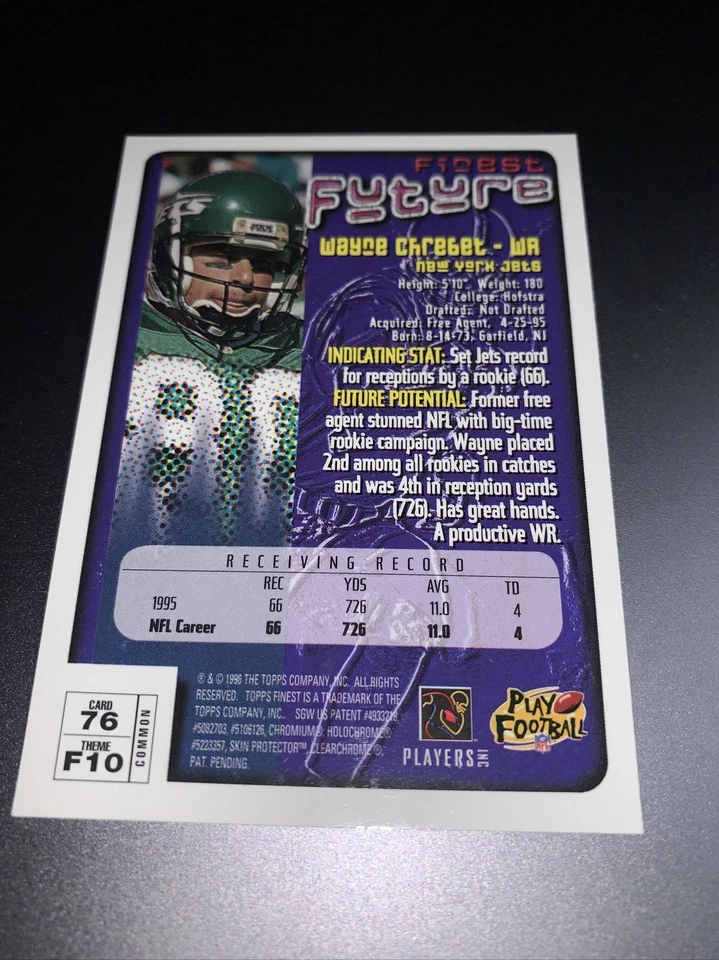 JETS
FINEST
FUTURE
WAYNE CHREBET - WR
NEW YORK JETS
Height: 5'10" Weight: 180
College: Hofstra
Drafted: Not Drafted
Acquired: Free Agent, 4-25-95
Born: 8-14-73, Garfield, NJ
INDICATING STAT: Set Jets record
for receptions by a rookie (66).
FUTURE POTENTIAL: Former free
agent stunned NFL with big-time
rookie campaign. Wayne placed
2nd among all rookies in catches
and was 4th in reception yards
(726). Has great hands.
A productive WR.
RECEIVING RECORD
REC YDS AVG TD
1995 66 726 11.0 4
NFL Career 66 726 11.0 4
® & © 1996 THE TOPPS COMPANY, INC. ALL RIGHTS
RESERVED. TOPPS FINEST IS A TRADEMARK OF THE
TOPPS COMPANY, INC. SGW US PATENT #4933218
#5082703, #5106126, CHROMIUM®, HOLOCHROME®
#5223357, SKIN PROTECTOR™, CLEARCHROME®,
PAT. PENDING.
PLAYERS INC
PLAY
FOOTBALL
NFL
CARD
76
THEME
F10
COMMON